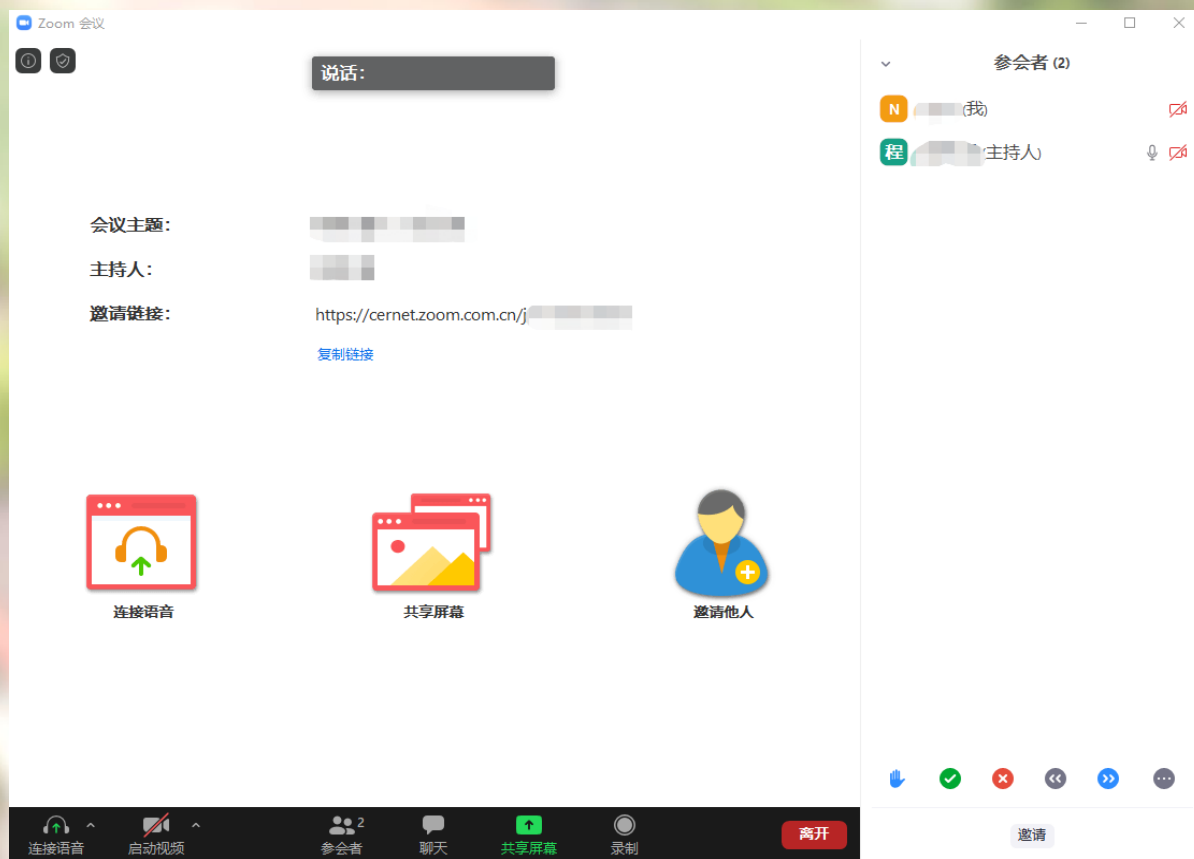 Zoom 会议
说话:
参会者 (2)
N (我)
程 主持人)
会议主题:
主持人:
邀请链接: https://cernet.zoom.com.cn/j
复制链接
连接语音 共享屏幕 邀请他人
2
连接语音 启动视频 参会者 聊天 共享屏幕 录制 离开
邀请